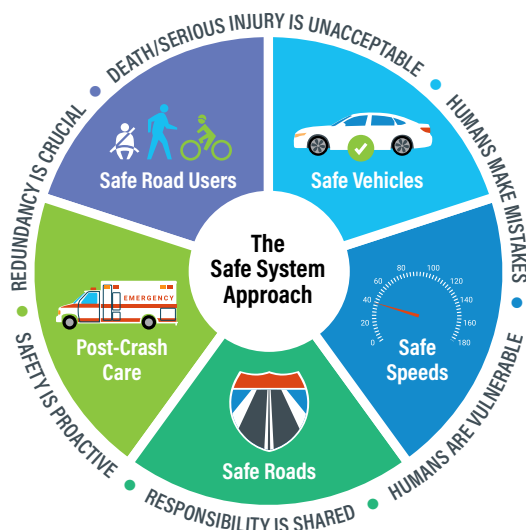 DEATH/SERIOUS INJURY IS UNACCEPTABLE
HUMANS MAKE MISTAKES
HUMANS ARE VULNERABLE
RESPONSIBILITY IS SHARED
SAFETY IS PROACTIVE
REDUNDANCY IS CRUCIAL
Safe Road Users
Safe Vehicles
The
Safe System
Approach
0
20
40
60
80
100
120
140
160
180
Safe
Speeds
EMERGENCY
Post-Crash
Care
Safe Roads